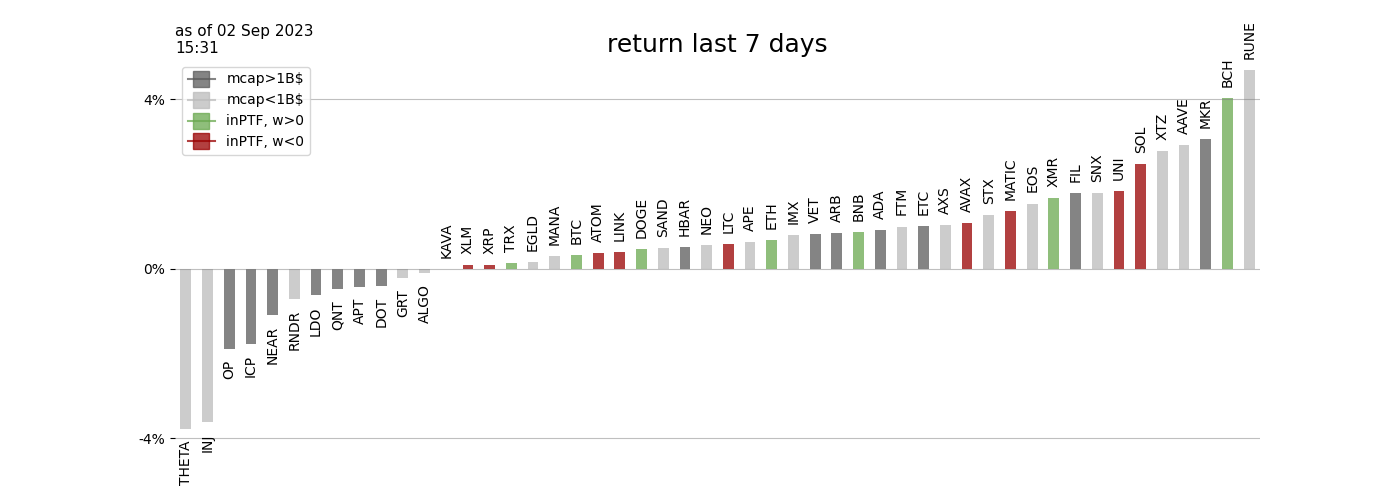 as of 02 Sep 2023
15:31
return last 7 days
mcap>1B$
mcap<1B$
inPTF, w>0
inPTF, w<0
4%
0%
-4%
THETA
INJ
OP
ICP
NEAR
RNDR
LDO
QNT
APT
DOT
GRT
ALGO
KAVA
XLM
XRP
TRX
EGLD
MANA
BTC
ATOM
LINK
DOGE
SAND
HBAR
NEO
LTC
APE
ETH
IMX
VET
ARB
BNB
ADA
FTM
ETC
AXS
AVAX
STX
MATIC
EOS
XMR
FIL
SNX
UNI
SOL
XTZ
AAVE
MKR
BCH
RUNE